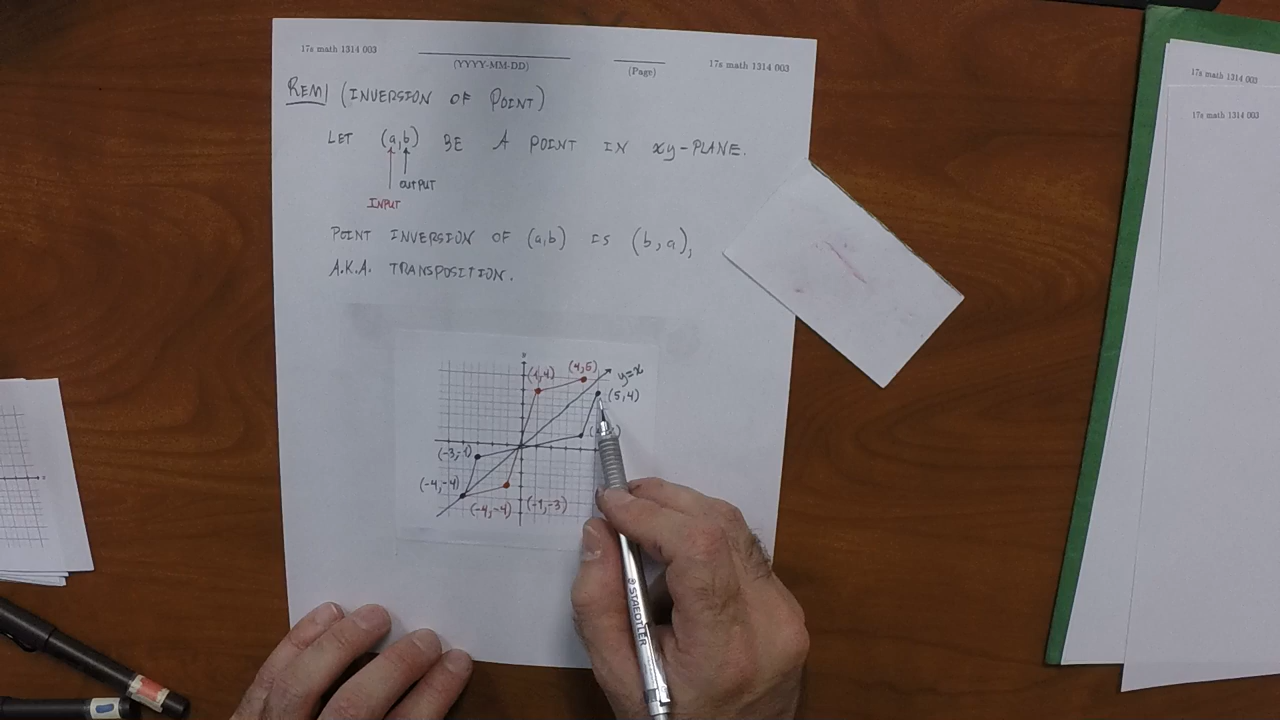 17s math 1314 003
(YYYY-MM-DD)
(Page)
17s math 1314 003
REM (INVERSION OF POINT)
LET (a,b) BE A POINT IN xy-PLANE.
OUTPUT
INPUT
POINT INVERSION OF (a,b) IS (b,a),
A.K.A. TRANSPOSITION.
(1,4) (4,5) y=x
(5,4)
(-3,-1)
(-4,-4)
(-4,-4) (-1,-3)
STAEDTLER
17s math 1314 003
17s math 1314 003